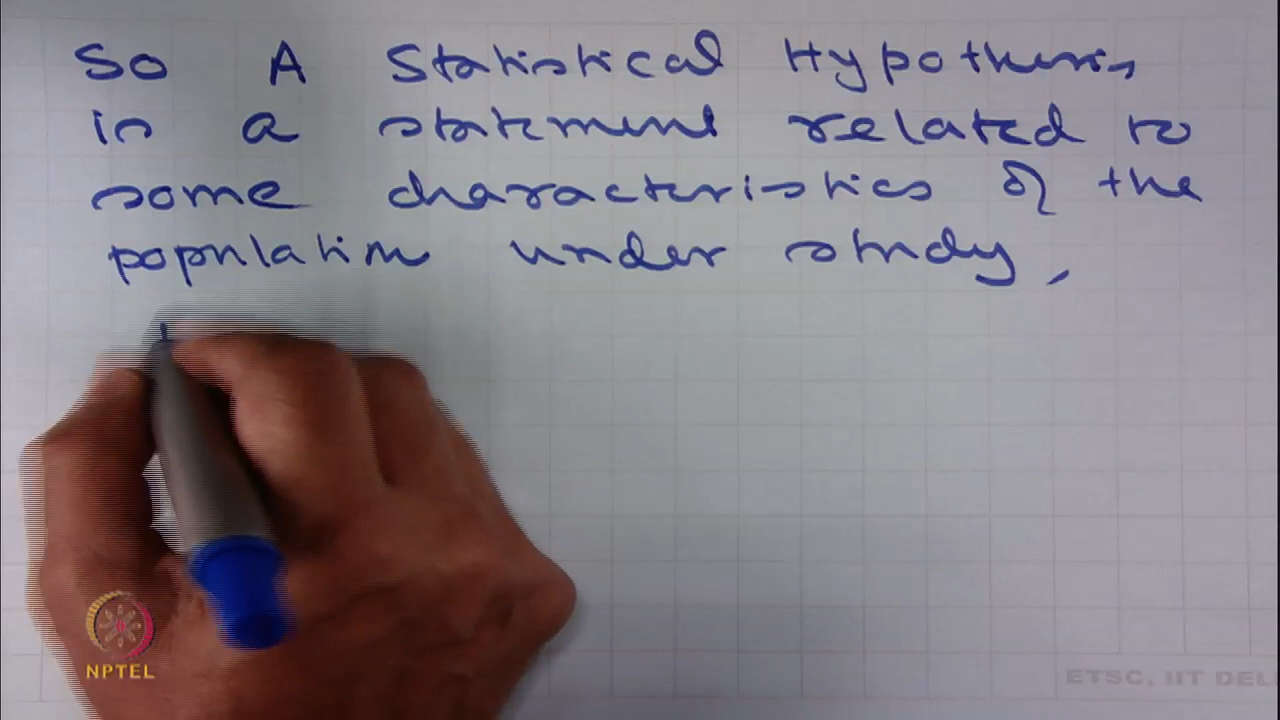 So A Statistical Hypothesis
is a statement related to
some characteristics of the
population under study,
NPTEL
ETSC, IIT DEL